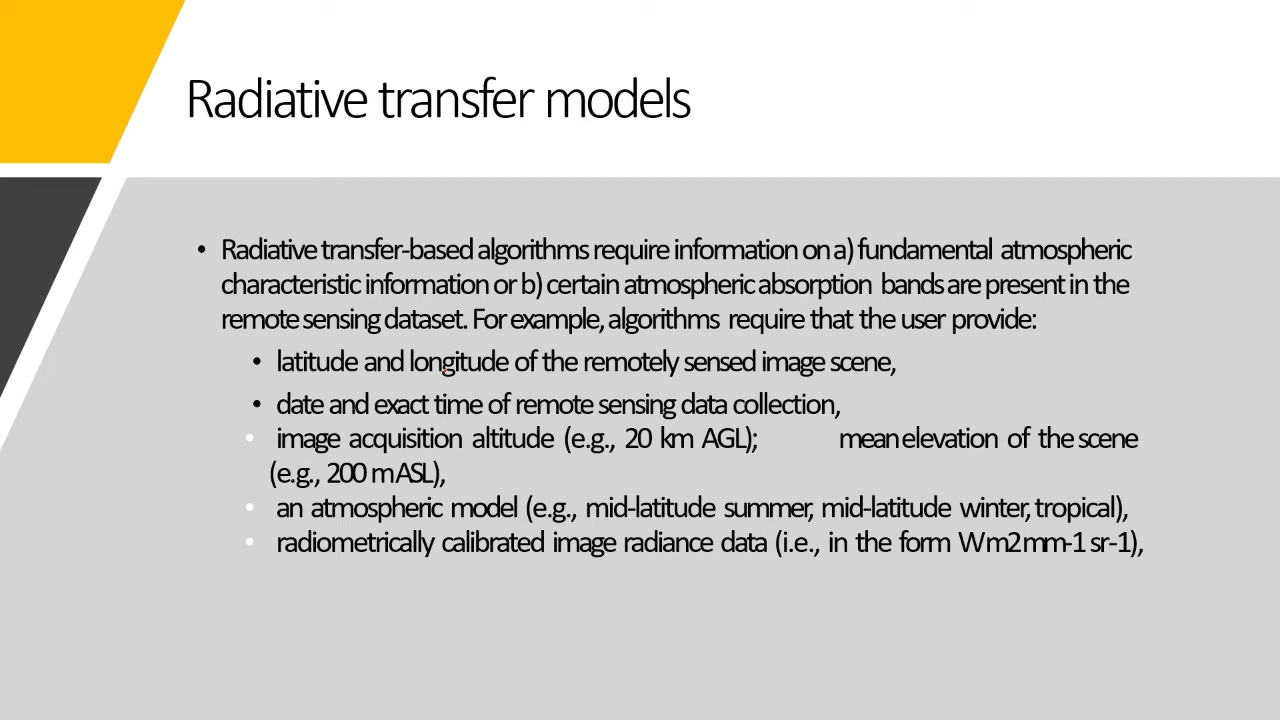 Radiative transfer models
• Radiative transfer-based algorithms require information on a) fundamental atmospheric
characteristic information or b) certain atmospheric absorption bands are present in the
remote sensing dataset. For example, algorithms require that the user provide:
• latitude and longitude of the remotely sensed image scene,
• date and exact time of remote sensing data collection,
• image acquisition altitude (e.g., 20 km AGL); mean elevation of the scene
(e.g., 200 m ASL),
• an atmospheric model (e.g., mid-latitude summer, mid-latitude winter, tropical),
• radiometrically calibrated image radiance data (i.e., in the form W m2 mm-1 sr-1),